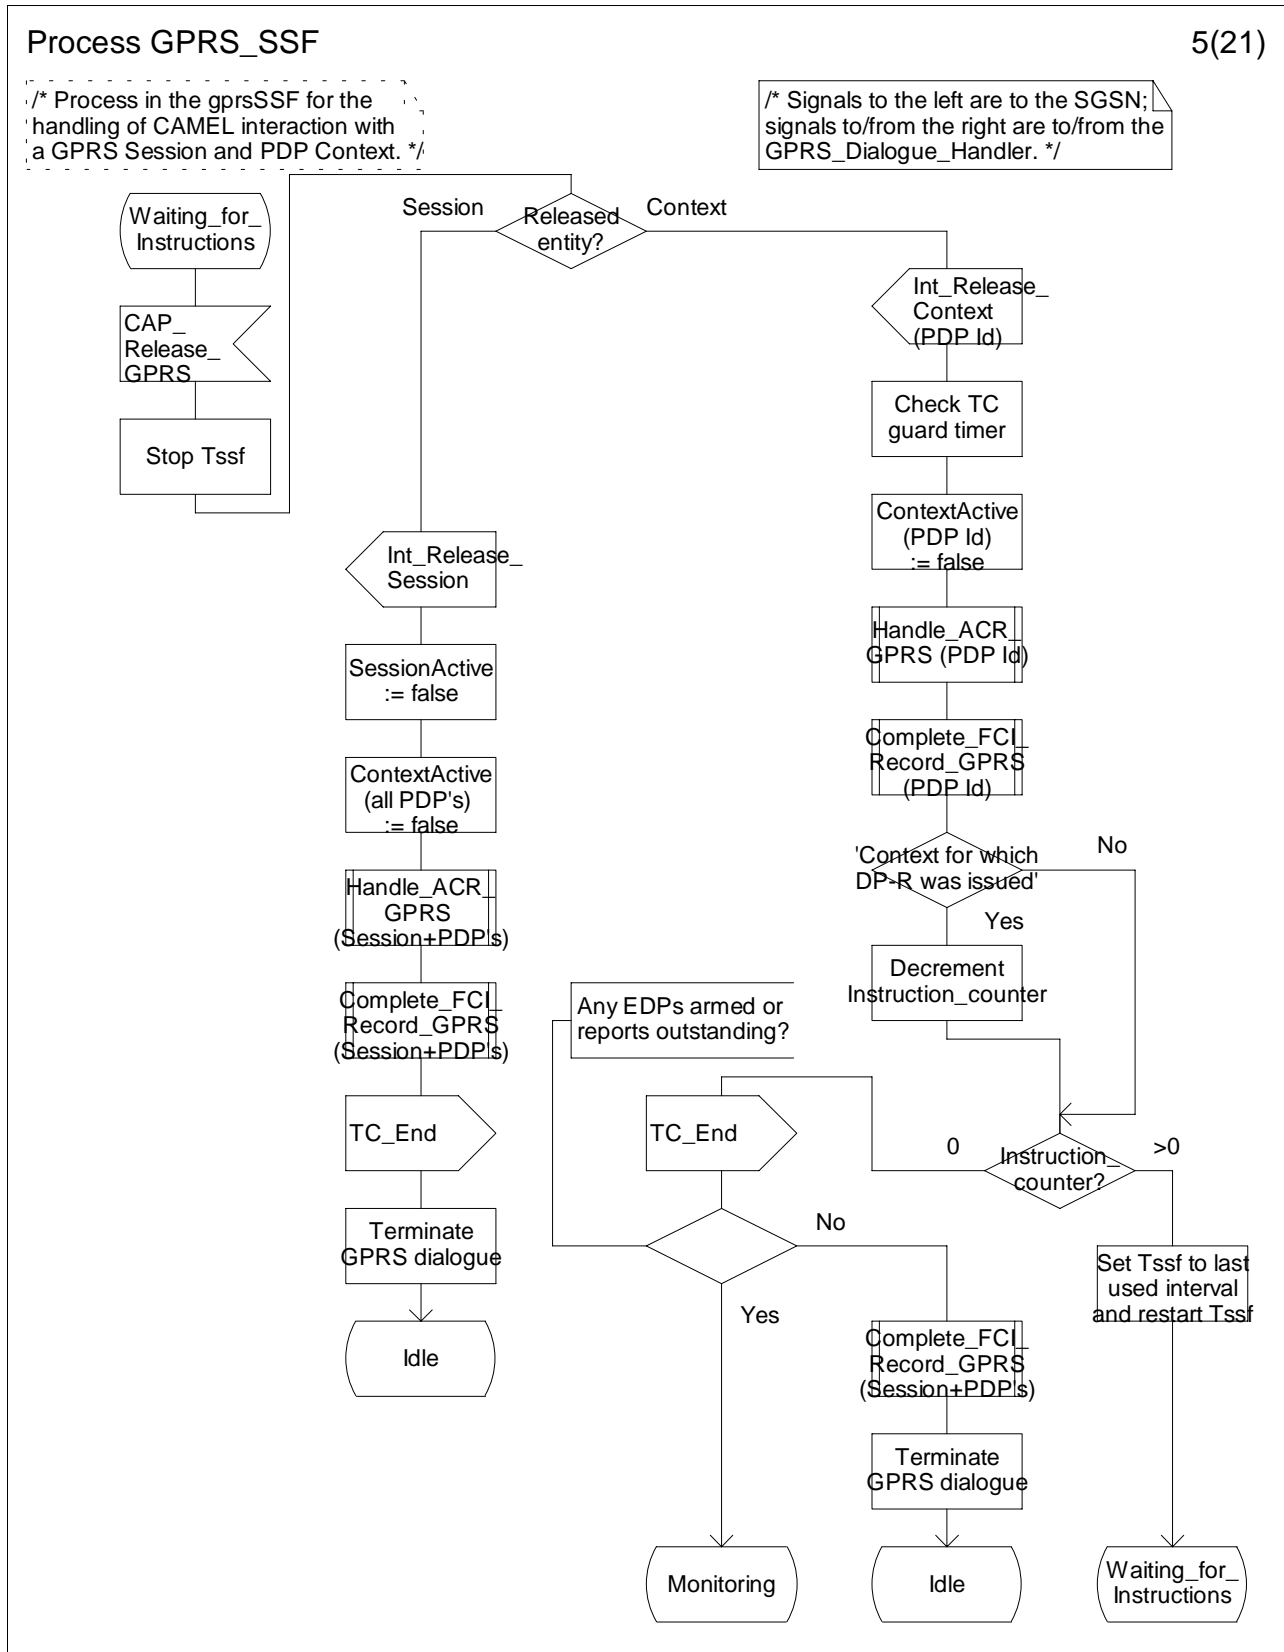 Process GPRS_SSF
5(21)
/* Process in the gprsSSF for the
handling of CAMEL interaction with
a GPRS Session and PDP Context. */
/* Signals to the left are to the SGSN;
signals to/from the right are to/from the
GPRS_Dialogue_Handler. */
Waiting_for_
Instructions
CAP_
Release_
GPRS
Stop Tssf
Session
Released
entity?
Context
Int_Release_
Session
SessionActive
:= false
ContextActive
(all PDP's)
:= false
Handle_ACR_
GPRS
(Session+PDP's)
Complete_FCI_
Record_GPRS
(Session+PDP's)
TC_End
Terminate
GPRS dialogue
Idle
Int_Release_
Context
(PDP Id)
Check TC
guard timer
ContextActive
(PDP Id)
:= false
Handle_ACR_
GPRS (PDP Id)
Complete_FCI_
Record_GPRS
(PDP Id)
'Context for which
DP-R was issued'
No
Yes
Decrement
Instruction_counter
Any EDPs armed or
reports outstanding?
TC_End
0
Instruction_
counter?
>0
No
Yes
Set Tssf to last
used interval
and restart Tssf
Complete_FCI_
Record_GPRS
(Session+PDP's)
Terminate
GPRS dialogue
Monitoring
Idle
Waiting_for_
Instructions